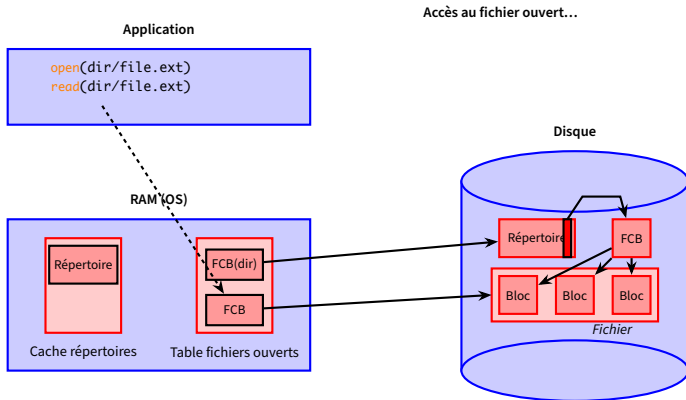 Accès au fichier ouvert…
Application
open(dir/file.ext)
read(dir/file.ext)
Disque
RAM (OS)
Répertoire
FCB(dir)
FCB
Cache répertoires
Table fichiers ouverts
Répertoire
FCB
Bloc
Bloc
Bloc
Fichier